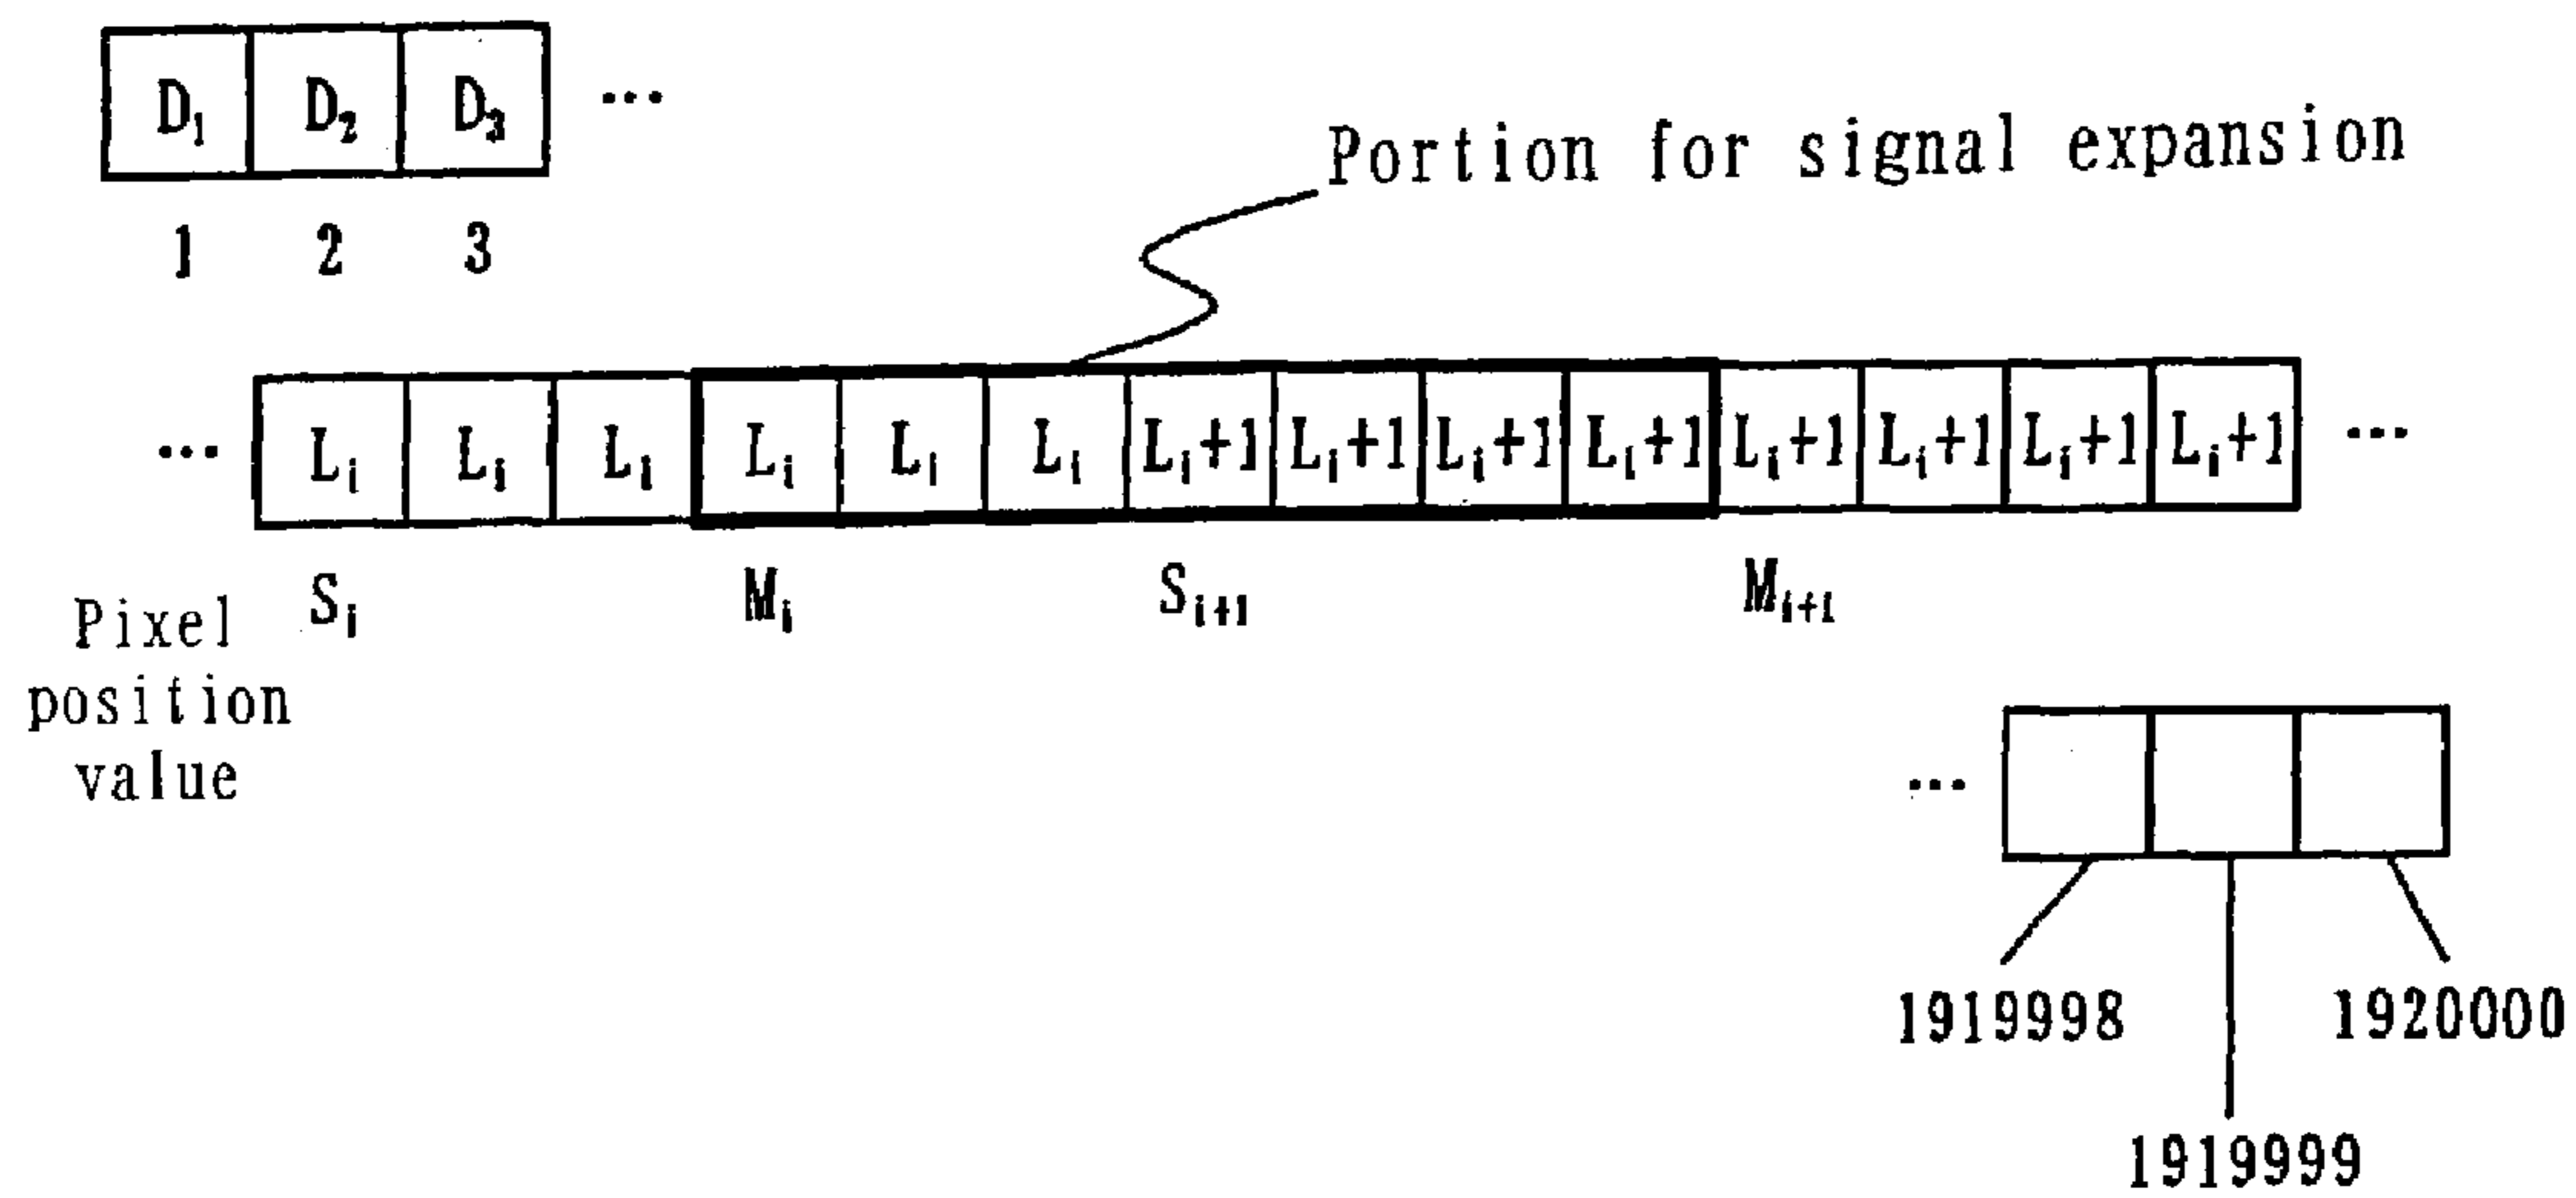 D₁ D₂ D₃ ...
1 2 3
Portion for signal expansion
... Lᵢ Lᵢ Lᵢ Lᵢ Lᵢ Lᵢ Lᵢ+1 Lᵢ+1 Lᵢ+1 Lᵢ+1 Lᵢ+1 Lᵢ+1 Lᵢ+1 Lᵢ+1 ...
Sᵢ Mᵢ Sᵢ₊₁ Mᵢ₊₁
Pixel
position
value
...
1919998 1920000
1919999